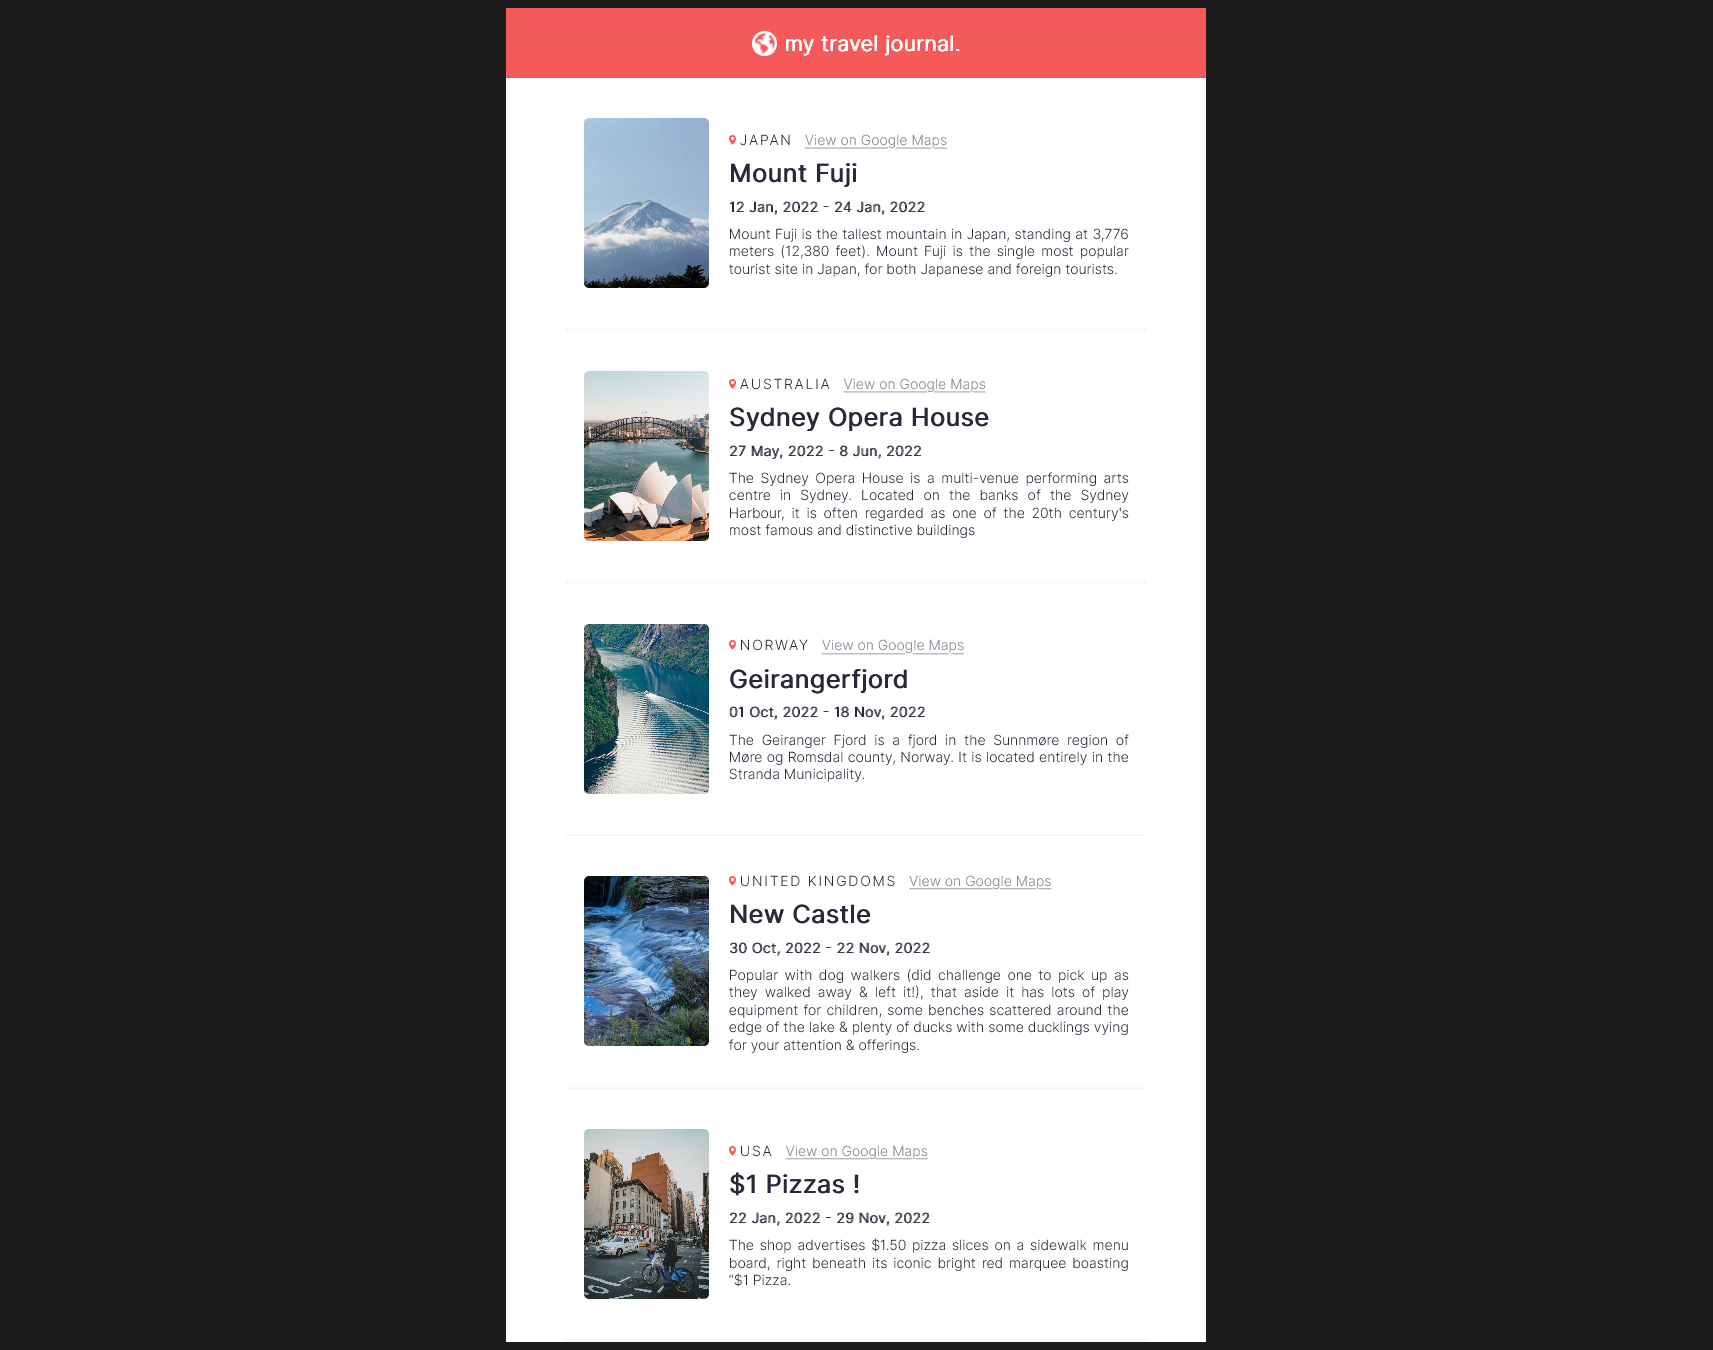 my travel journal.
JAPAN View on Google Maps
Mount Fuji
12 Jan, 2022 - 24 Jan, 2022
Mount Fuji is the tallest mountain in Japan, standing at 3,776
meters (12,380 feet). Mount Fuji is the single most popular
tourist site in Japan, for both Japanese and foreign tourists.
AUSTRALIA View on Google Maps
Sydney Opera House
27 May, 2022 - 8 Jun, 2022
The Sydney Opera House is a multi-venue performing arts
centre in Sydney. Located on the banks of the Sydney
Harbour, it is often regarded as one of the 20th century's
most famous and distinctive buildings
NORWAY View on Google Maps
Geirangerfjord
01 Oct, 2022 - 18 Nov, 2022
The Geiranger Fjord is a fjord in the Sunnmøre region of
Møre og Romsdal county, Norway. It is located entirely in the
Stranda Municipality.
UNITED KINGDOMS View on Google Maps
New Castle
30 Oct, 2022 - 22 Nov, 2022
Popular with dog walkers (did challenge one to pick up as
they walked away & left it!), that aside it has lots of play
equipment for children, some benches scattered around the
edge of the lake & plenty of ducks with some ducklings vying
for your attention & offerings.
USA View on Google Maps
$1 Pizzas !
22 Jan, 2022 - 29 Nov, 2022
The shop advertises $1.50 pizza slices on a sidewalk menu
board, right beneath its iconic bright red marquee boasting
“$1 Pizza.